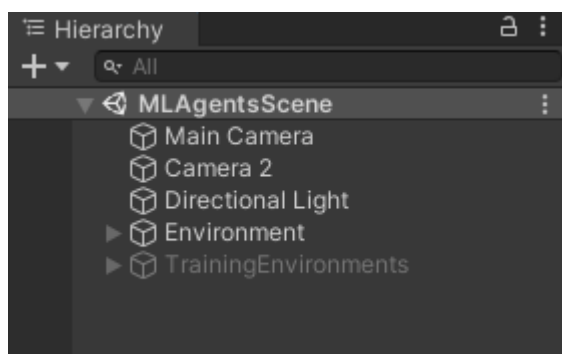 Hierarchy
All
MLAgentsScene
Main Camera
Camera 2
Directional Light
Environment
TrainingEnvironments